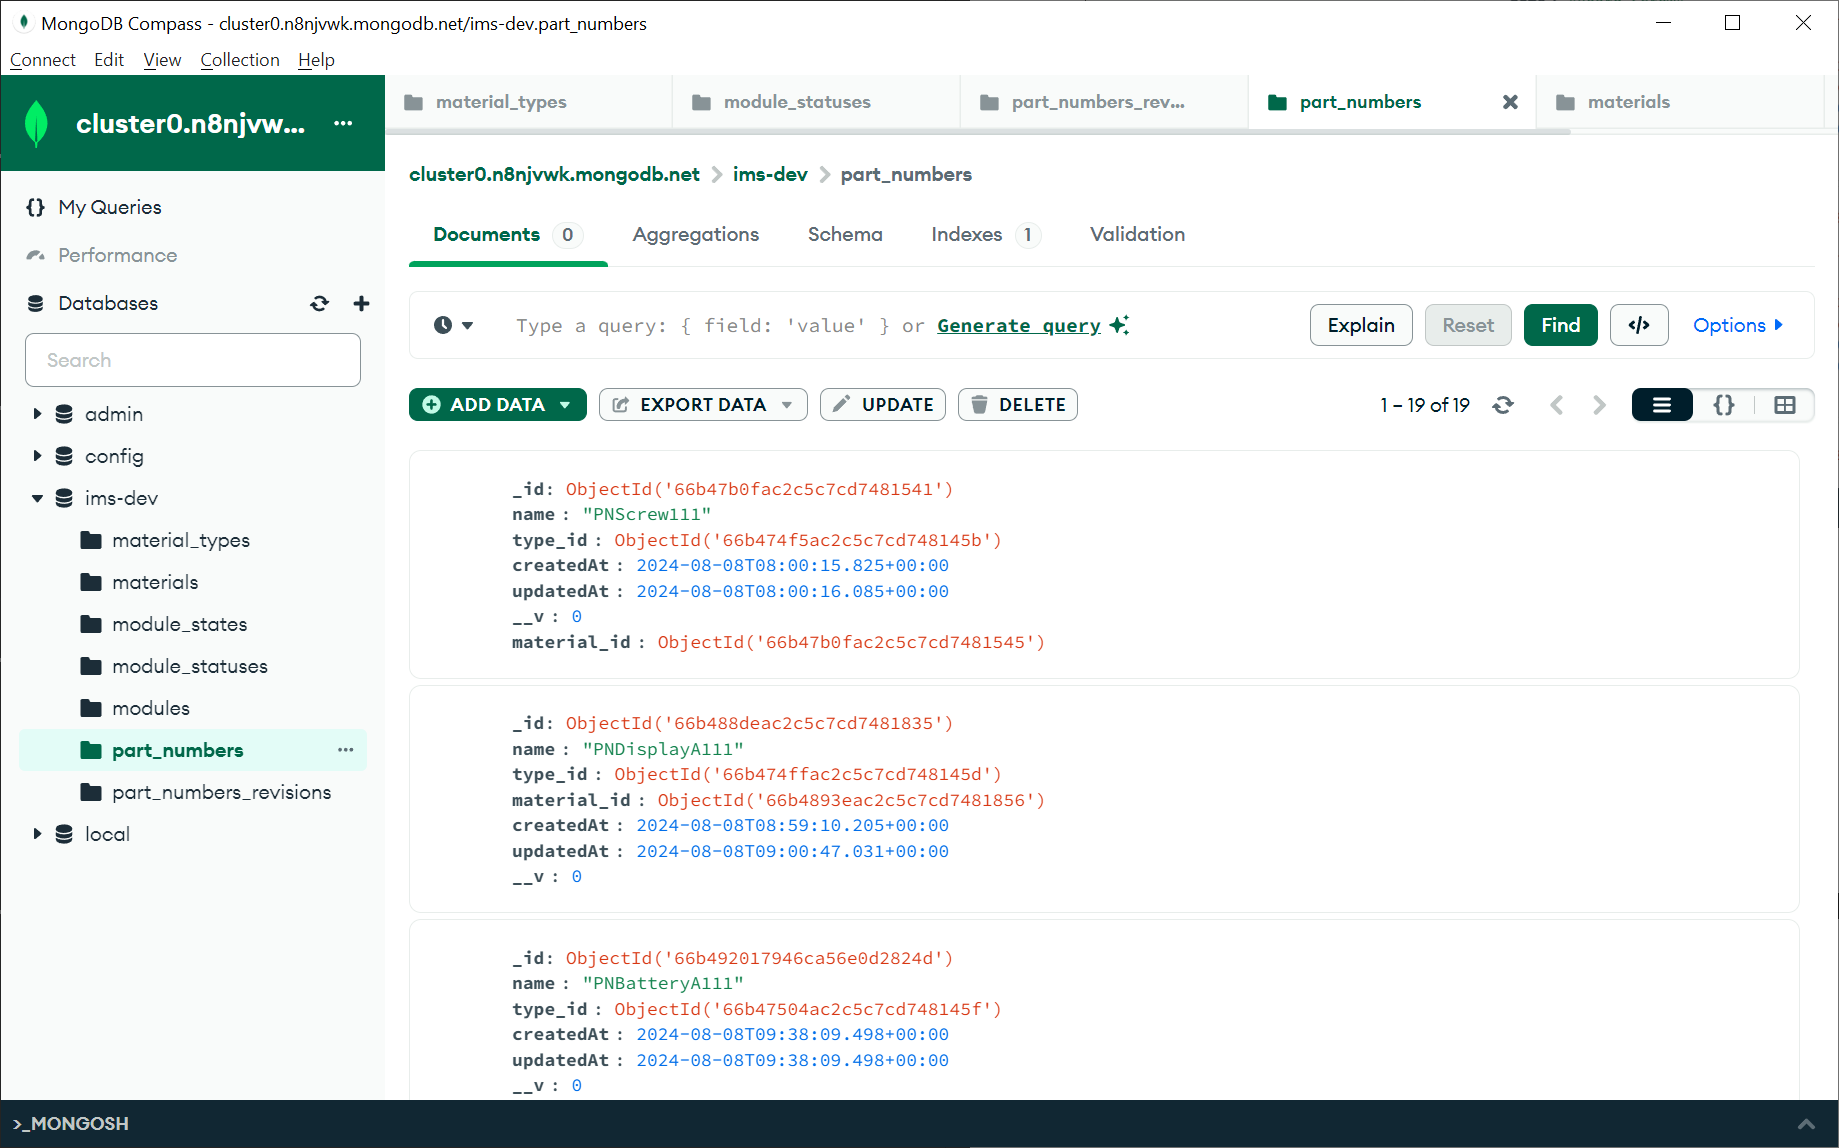 MongoDB Compass - cluster0.n8njvwk.mongodb.net/ims-dev.part_numbers
Connect Edit View Collection Help
cluster0.n8njvw... ...
material_types module_statuses part_numbers_rev... part_numbers materials
cluster0.n8njvwk.mongodb.net > ims-dev > part_numbers
{} My Queries
Performance
Databases
Search
admin
config
ims-dev
material_types
materials
module_states
module_statuses
modules
part_numbers ...
part_numbers_revisions
local
Documents 0 Aggregations Schema Indexes 1 Validation
Type a query: { field: 'value' } or Generate query
Explain Reset Find </> Options
ADD DATA EXPORT DATA UPDATE DELETE
1 – 19 of 19 {}
_id: ObjectId('66b47b0fac2c5c7cd7481541')
name : "PNScrew111"
type_id : ObjectId('66b474f5ac2c5c7cd748145b')
createdAt : 2024-08-08T08:00:15.825+00:00
updatedAt : 2024-08-08T08:00:16.085+00:00
__v : 0
material_id : ObjectId('66b47b0fac2c5c7cd7481545')
_id: ObjectId('66b488deac2c5c7cd7481835')
name : "PNDisplayA111"
type_id : ObjectId('66b474ffac2c5c7cd748145d')
material_id : ObjectId('66b4893eac2c5c7cd7481856')
createdAt : 2024-08-08T08:59:10.205+00:00
updatedAt : 2024-08-08T09:00:47.031+00:00
__v : 0
_id: ObjectId('66b492017946ca56e0d2824d')
name : "PNBatteryA111"
type_id : ObjectId('66b47504ac2c5c7cd748145f')
createdAt : 2024-08-08T09:38:09.498+00:00
updatedAt : 2024-08-08T09:38:09.498+00:00
__v : 0
>_MONGOSH